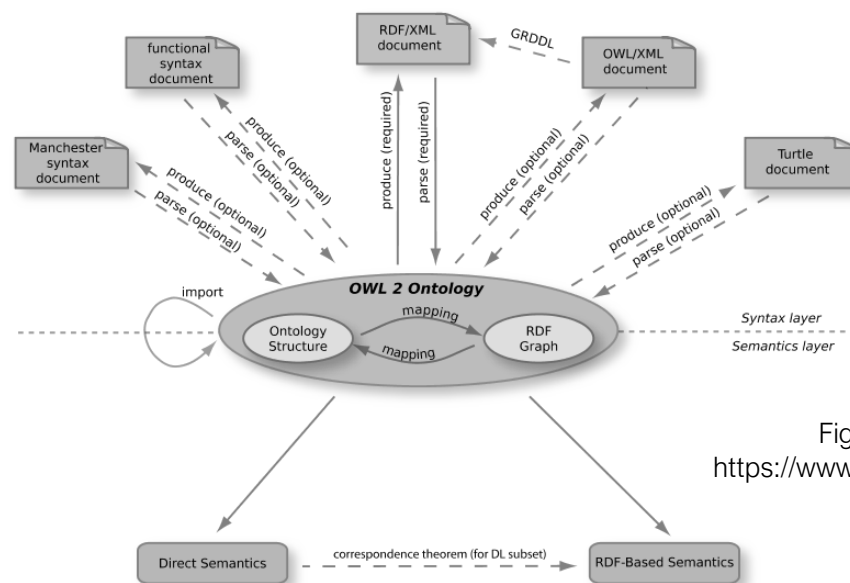 functional
syntax
document
RDF/XML
document
GRDDL
OWL/XML
document
Manchester
syntax
document
Turtle
document
produce (optional)
parse (optional)
produce (optional)
parse (optional)
produce (required)
parse (required)
produce (optional)
parse (optional)
produce (optional)
parse (optional)
import
OWL 2 Ontology
mapping
Ontology
Structure
RDF
Graph
mapping
Syntax layer
Semantics layer
Fig
https://www
Direct Semantics
correspondence theorem (for DL subset)
RDF-Based Semantics